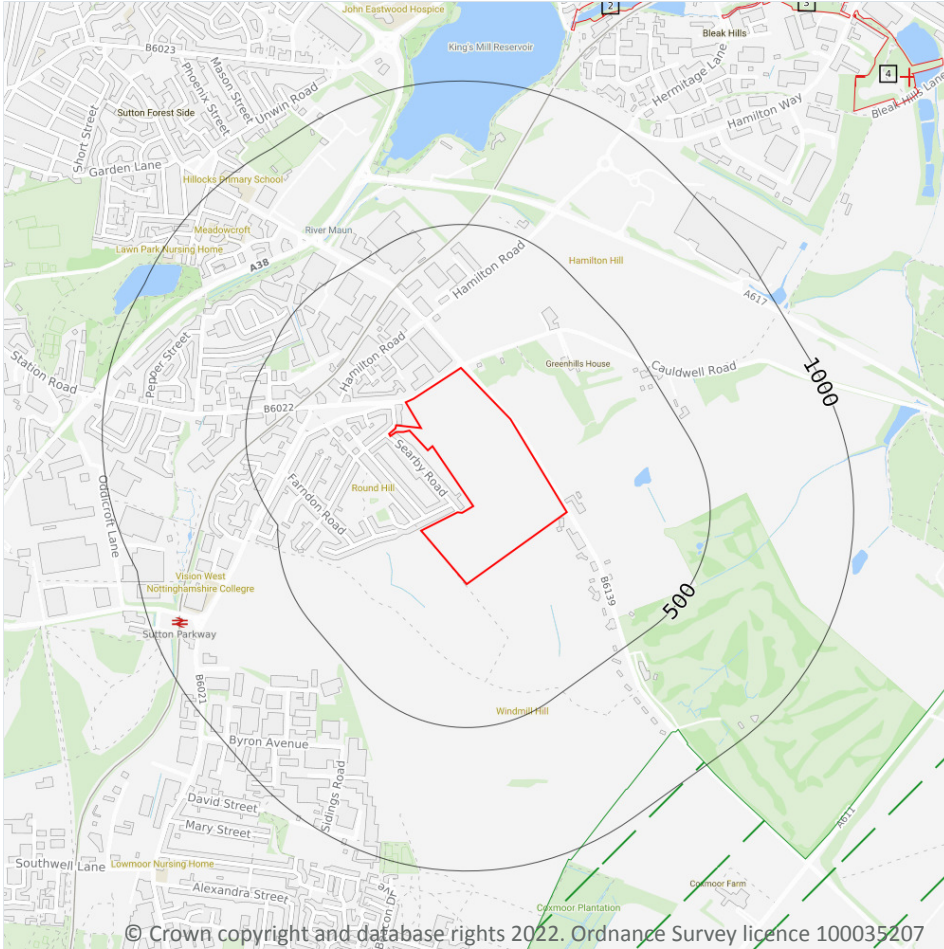 2
3
John Eastwood Hospice
King's Mill Reservoir
Bleak Hills
B6023
Mason Street
Phoenix Street
Unwin Road
Hermitage Lane
4
Bleak Hills Lane
Short Street
Sutton Forest Side
Hamilton Way
Garden Lane
Hillocks Primary School
Meadowcroft
River Maun
Lawn Park Nursing Home
A38
Hamilton Road
Hamilton Hill
A617
Station Road
Hamilton Road
Greenhills House
Cauldwell Road
1000
B6022
Searby Road
Round Hill
Farndon Road
Oddicroft Lane
Vision West
Nottinghamshire Collegre
B6139
500
Sutton Parkway
B6021
Windmill Hill
Byron Avenue
Sidings Road
David Street
Mary Street
A611
Southwell Lane
Lowmoor Nursing Home
Alexandra Street
Coxmoor Farm
Coxmoor Plantation
© Crown copyright and database rights 2022. Ordnance Survey licence 100035207